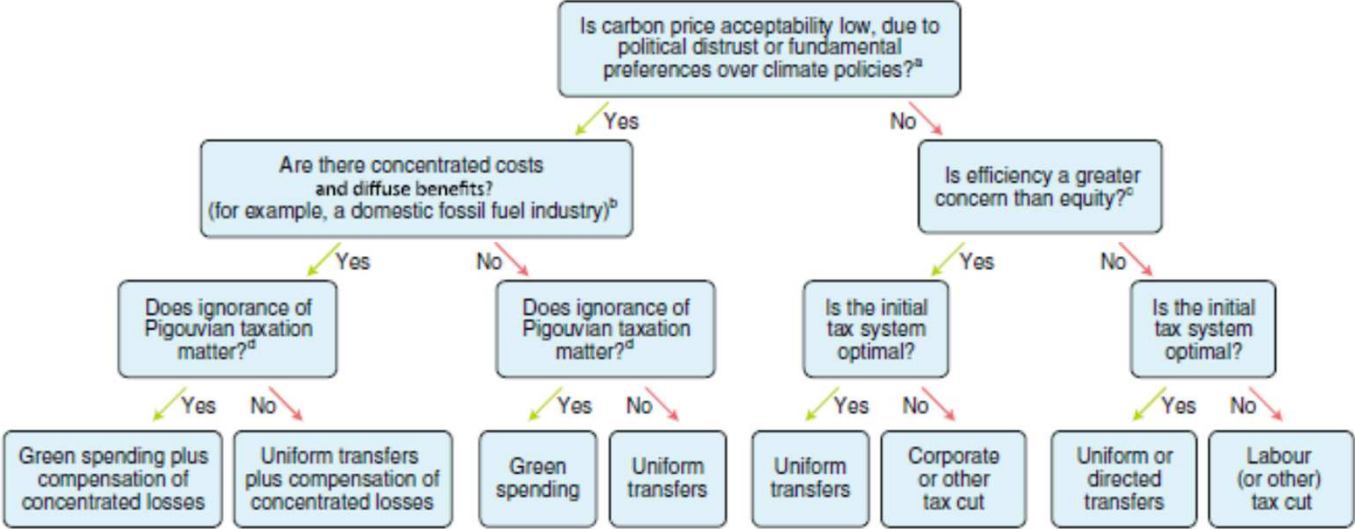 Is carbon price acceptability low, due to
political distrust or fundamental
preferences over climate policies?ᵃ
Yes
No
Are there concentrated costs
and diffuse benefits?
(for example, a domestic fossil fuel industry)ᵇ
Is efficiency a greater
concern than equity?ᶜ
Yes
No
Yes
No
Does ignorance of
Pigouvian taxation
matter?ᵈ
Does ignorance of
Pigouvian taxation
matter?ᵈ
Is the initial
tax system
optimal?
Is the initial
tax system
optimal?
Yes
No
Yes
No
Yes
No
Yes
No
Green spending plus
compensation of
concentrated losses
Uniform transfers
plus compensation of
concentrated losses
Green
spending
Uniform
transfers
Uniform
transfers
Corporate
or other
tax cut
Uniform or
directed
transfers
Labour
(or other)
tax cut